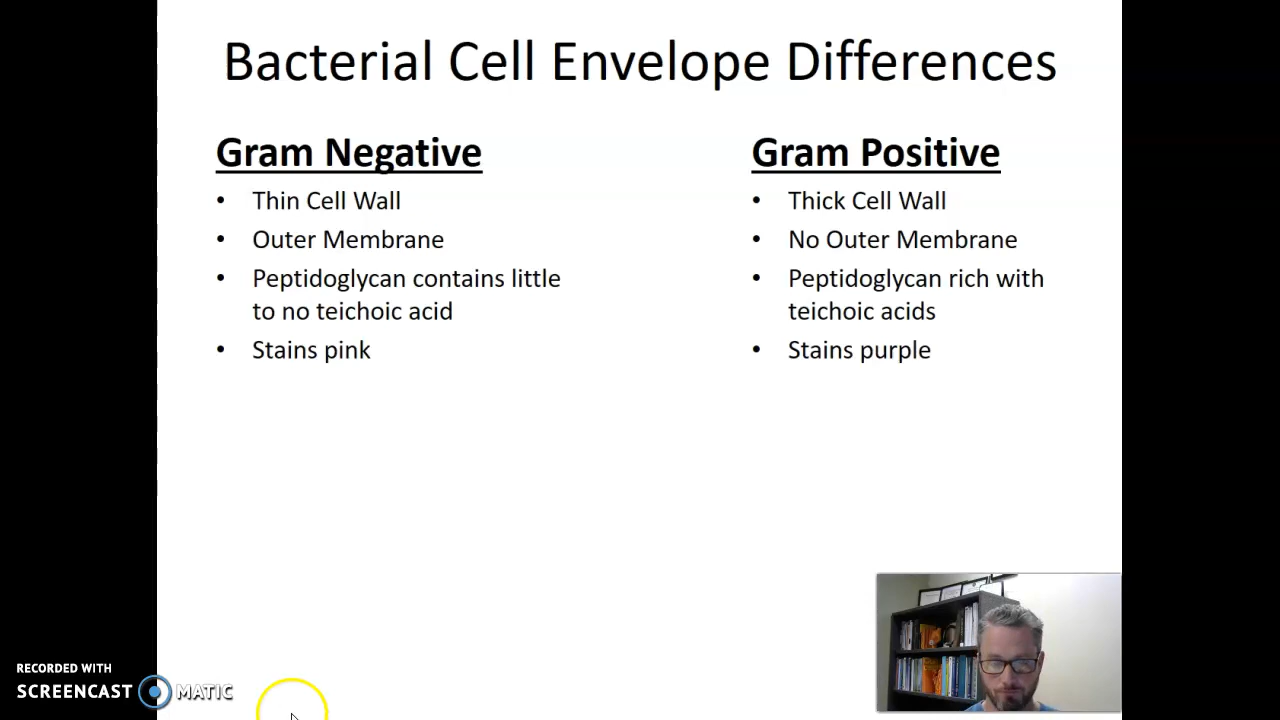 Bacterial Cell Envelope Differences
Gram Negative
• Thin Cell Wall
• Outer Membrane
• Peptidoglycan contains little
to no teichoic acid
• Stains pink
Gram Positive
• Thick Cell Wall
• No Outer Membrane
• Peptidoglycan rich with
teichoic acids
• Stains purple
RECORDED WITH
SCREENCAST MATIC